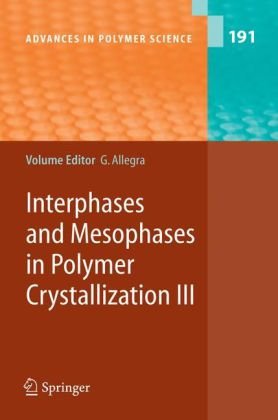 ADVANCES IN POLYMER SCIENCE 191
Volume Editor G. Allegra
Interphases
and Mesophases
in Polymer
Crystallization III
Springer